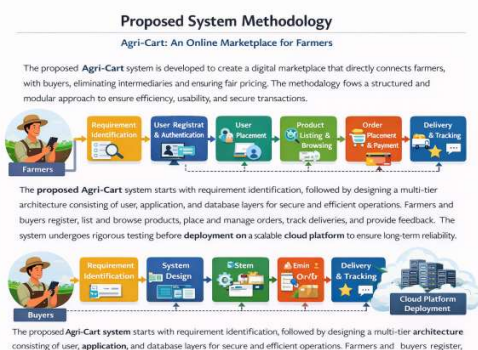 Proposed System Methodology
Agri-Cart: An Online Marketplace for Farmers
The proposed Agri-Cart system is developed to create a digital marketplace that directly connects farmers,
with buyers, eliminating intermediaries and ensuring fair pricing. The methodalogy fows a structured and
modular approach to ensure efficiency, usability, and secure transactions.
Requirement Identification
User Registrat & Authentication
User Placement
Product Listing & Browsing
Order Placement & Payment
Delivery & Tracking
Farmers
The proposed Agri-Cart system starts with requirement identification, followed by designing a multi-tier
architecture consisting of user, application, and database layers for secure and efficient operations. Farmers and
buyers register, list and browse products, place and manage orders, track deliveries, and provide feedback. The
system undergoes rigorous testing before deployment on a scalable cloud platform to ensure long-term reliability.
Requirement Identification
System Design
Stem
Emin
Delivery & Tracking
Cloud Platform
Deployment
Buyers
The proposed Agri-Cart system starts with requirement identification, followed by designing a multi-tier architecture
consisting of user, application, and database layers for secure and efficient operations. Farmers and buyers register,